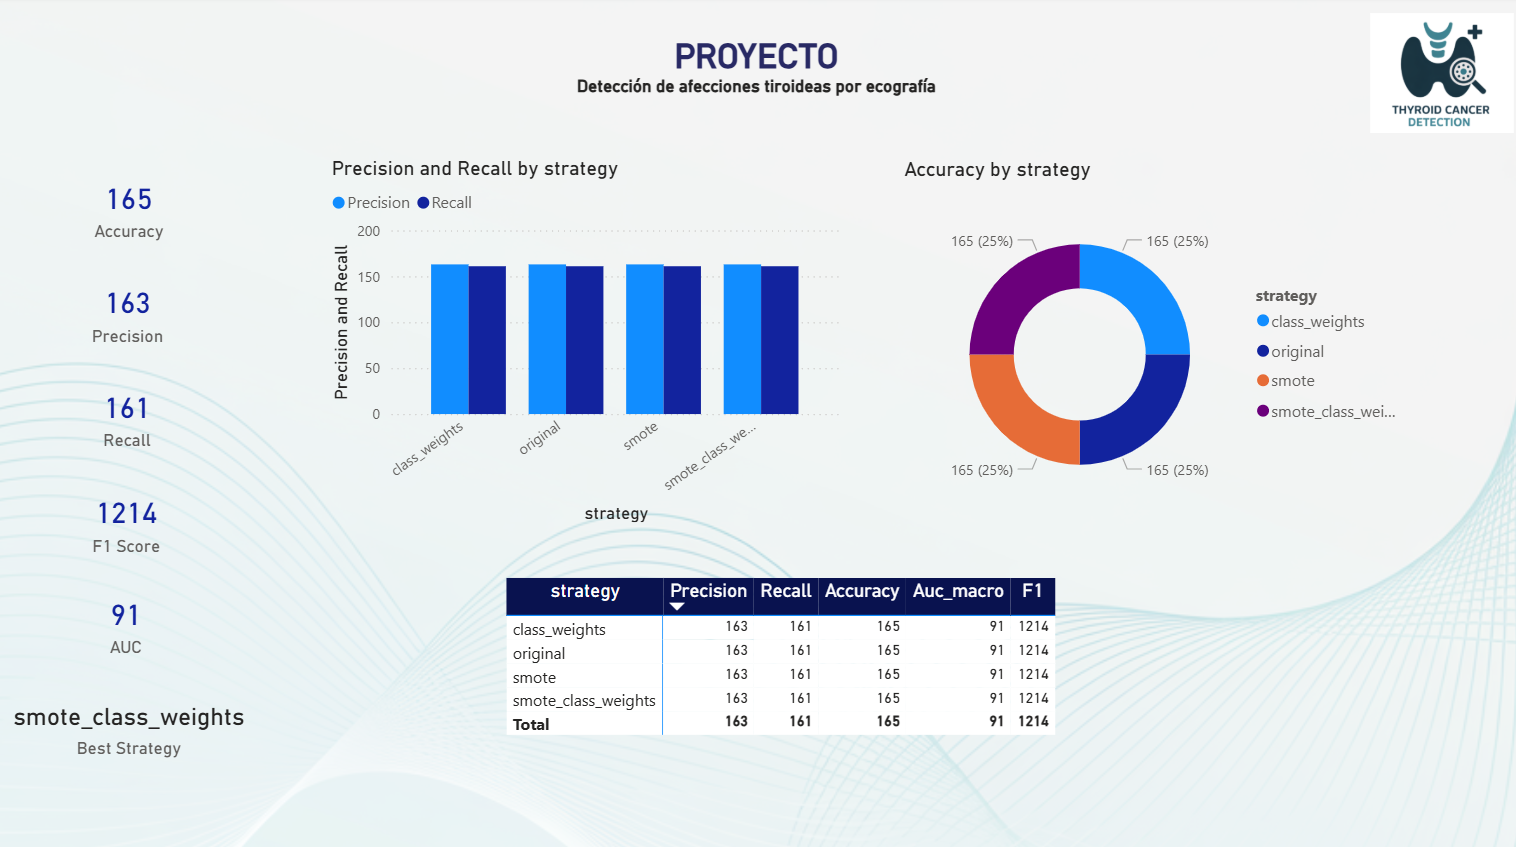 PROYECTO
Detección de afecciones tiroideas por ecografía
THYROID CANCER
DETECTION
165
Accuracy
163
Precision
161
Recall
1214
F1 Score
91
AUC
smote_class_weights
Best Strategy
Precision and Recall by strategy
Precision Recall
Precision and Recall
200
150
100
50
0
class_weights
original
smote
smote_class_we...
strategy
Accuracy by strategy
165 (25%)
165 (25%)
165 (25%)
165 (25%)
strategy
class_weights
original
smote
smote_class_wei...
strategy Precision Recall Accuracy Auc_macro F1
class_weights 163 161 165 91 1214
original 163 161 165 91 1214
smote 163 161 165 91 1214
smote_class_weights 163 161 165 91 1214
Total 163 161 165 91 1214